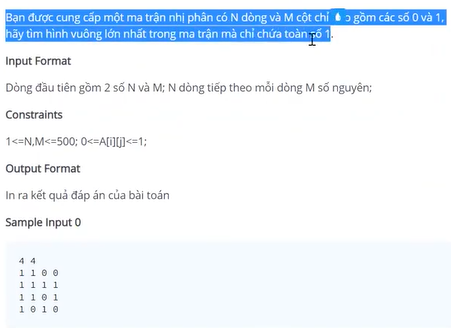 Bạn được cung cấp một ma trận nhị phân có N dòng và M cột chỉ gồm các số 0 và 1,
hãy tìm hình vuông lớn nhất trong ma trận mà chỉ chứa toàn số 1.
Input Format
Dòng đầu tiên gồm 2 số N và M; N dòng tiếp theo mỗi dòng M số nguyên;
Constraints
1<=N,M<=500; 0<=A[i][j]<=1;
Output Format
In ra kết quả đáp án của bài toán
Sample Input 0
4 4
1 1 0 0
1 1 1 1
1 1 0 1
1 0 1 0